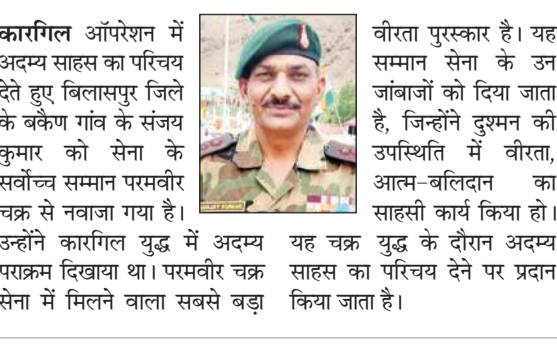 कारगिल ऑपरेशन में
अदम्य साहस का परिचय
देते हुए बिलासपुर जिले
के बकैण गांव के संजय
कुमार को सेना के
सर्वोच्च सम्मान परमवीर
चक्र से नवाजा गया है।
उन्होंने कारगिल युद्ध में अदम्य
पराक्रम दिखाया था। परमवीर चक्र
सेना में मिलने वाला सबसे बड़ा
वीरता पुरस्कार है। यह
सम्मान सेना के उन
जांबाजों को दिया जाता
है, जिन्होंने दुश्मन की
उपस्थिति में वीरता,
आत्म-बलिदान का
साहसी कार्य किया हो।
यह चक्र युद्ध के दौरान अदम्य
साहस का परिचय देने पर प्रदान
किया जाता है।
SANJAY KUMAR